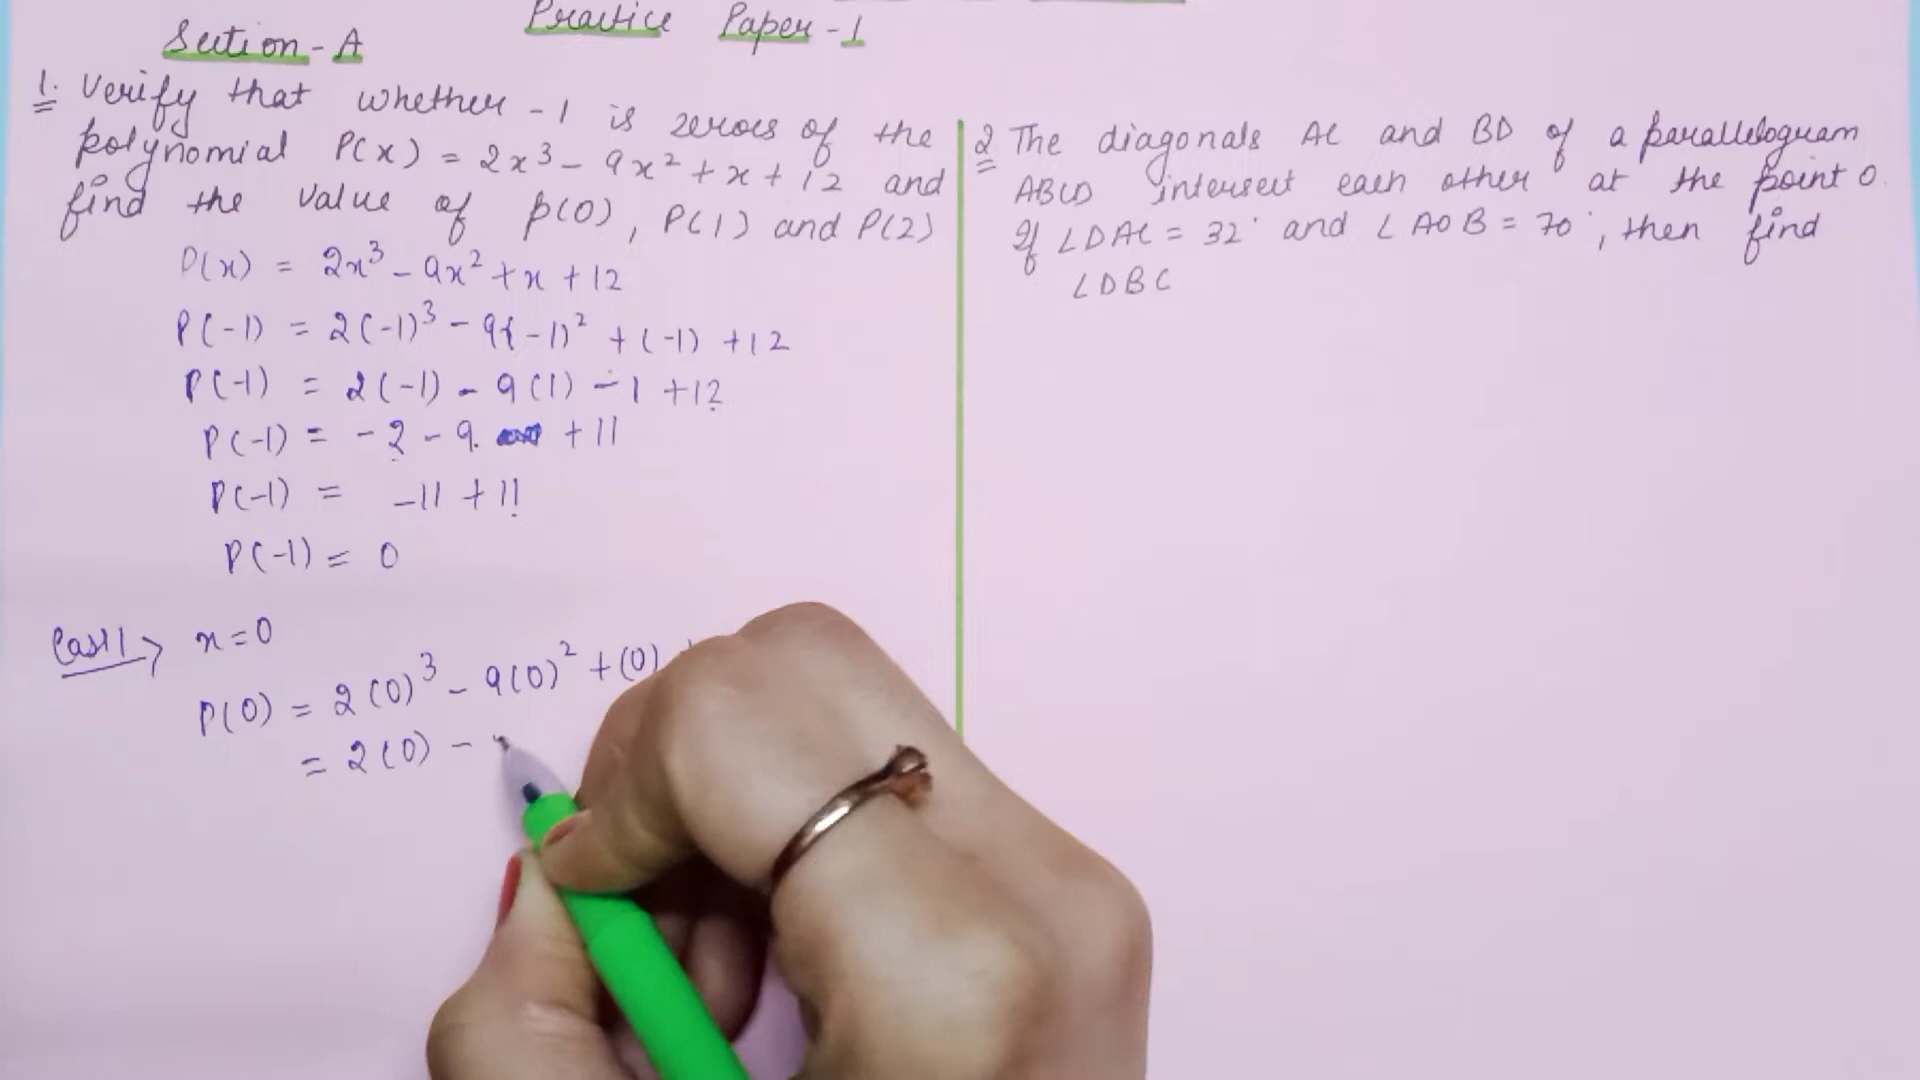 Practice Paper-1
Section-A
1. Verify that whether -1 is zeroes of the
polynomial P(x) = 2x³ - 9x² + x + 12 and
find the value of p(0), P(1) and P(2)
P(x) = 2x³ - 9x² + x + 12
P(-1) = 2(-1)³ - 9(-1)² + (-1) + 12
P(-1) = 2(-1) - 9(1) - 1 + 12
P(-1) = -2 - 9 + 11
P(-1) = -11 + 11
P(-1) = 0
Case 1 x = 0
P(0) = 2(0)³ - 9(0)² + (0)
= 2(0) -
2 The diagonals AC and BD of a parallelogram
ABCD intersect each other at the point O.
If ∠DAC = 32° and ∠AOB = 70°, then find
∠DBC